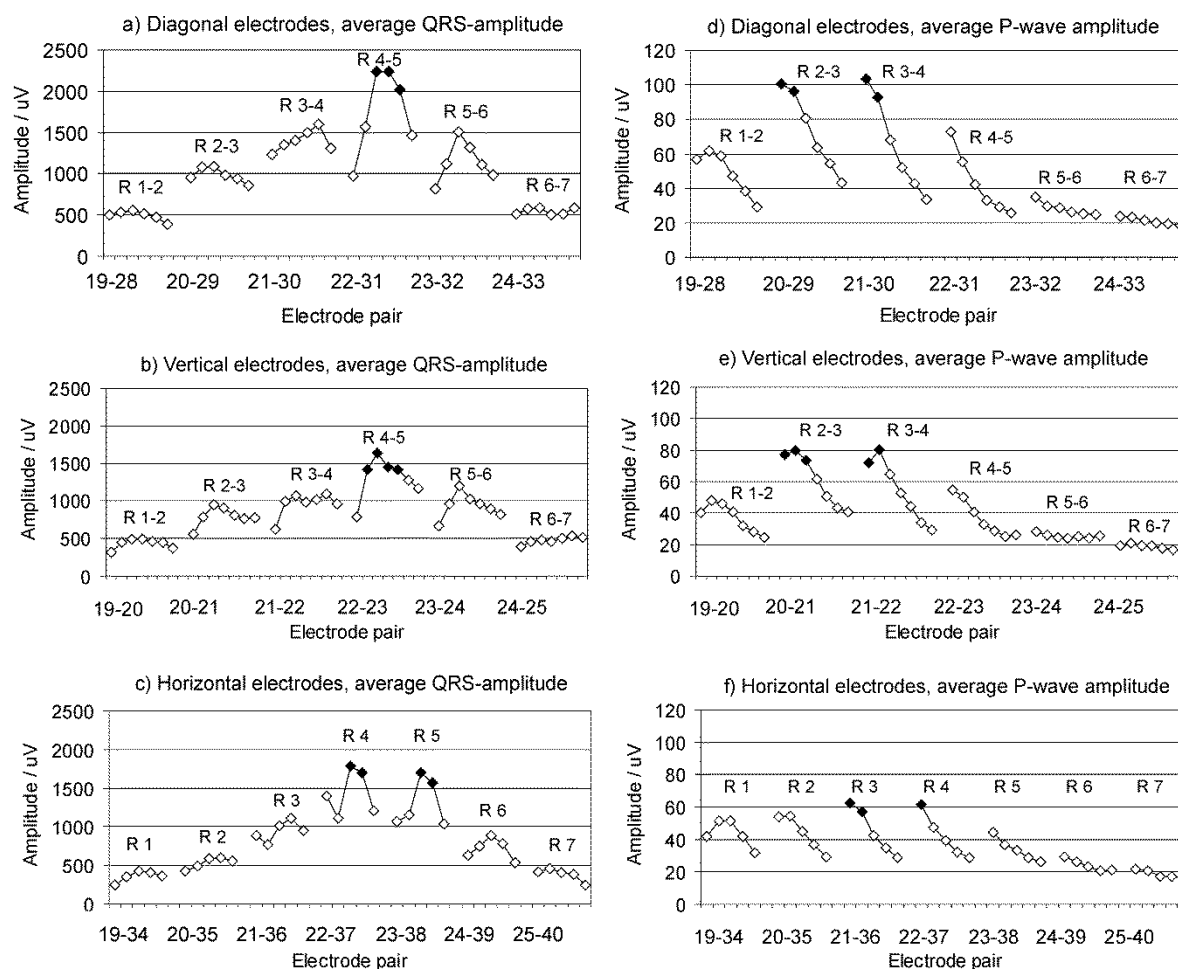 a) Diagonal electrodes, average QRS-amplitude
Amplitude / uV
2500
2000
1500
1000
500
0
R 1-2
R 2-3
R 3-4
R 4-5
R 5-6
R 6-7
19-28 20-29 21-30 22-31 23-32 24-33
Electrode pair
b) Vertical electrodes, average QRS-amplitude
Amplitude / uV
2500
2000
1500
1000
500
0
R 1-2
R 2-3
R 3-4
R 4-5
R 5-6
R 6-7
19-20 20-21 21-22 22-23 23-24 24-25
Electrode pair
c) Horizontal electrodes, average QRS-amplitude
Amplitude / uV
2500
2000
1500
1000
500
0
R 1
R 2
R 3
R 4
R 5
R 6
R 7
19-34 20-35 21-36 22-37 23-38 24-39 25-40
Electrode pair
d) Diagonal electrodes, average P-wave amplitude
Amplitude / uV
120
100
80
60
40
20
0
R 1-2
R 2-3
R 3-4
R 4-5
R 5-6
R 6-7
19-28 20-29 21-30 22-31 23-32 24-33
Electrode pair
e) Vertical electrodes, average P-wave amplitude
Amplitude / uV
120
100
80
60
40
20
0
R 1-2
R 2-3
R 3-4
R 4-5
R 5-6
R 6-7
19-20 20-21 21-22 22-23 23-24 24-25
Electrode pair
f) Horizontal electrodes, average P-wave amplitude
Amplitude / uV
120
100
80
60
40
20
0
R 1
R 2
R 3
R 4
R 5
R 6
R 7
19-34 20-35 21-36 22-37 23-38 24-39 25-40
Electrode pair